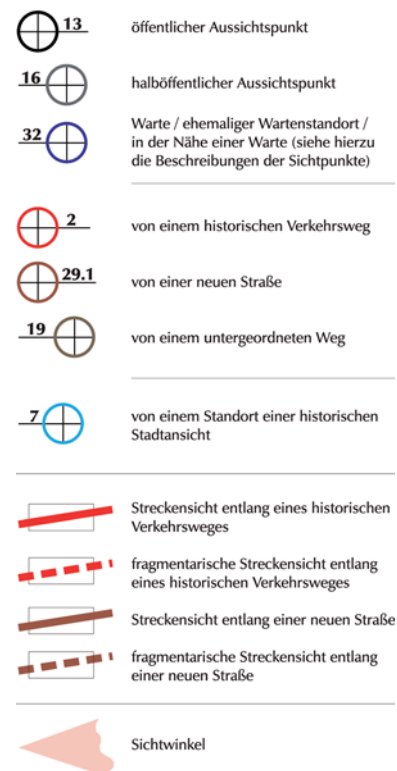 13 öffentlicher Aussichtspunkt
16 halböffentlicher Aussichtspunkt
Warte / ehemaliger Wartenstandort /
32 in der Nähe einer Warte (siehe hierzu
die Beschreibungen der Sichtpunkte)
2 von einem historischen Verkehrsweg
29.1 von einer neuen Straße
19 von einem untergeordneten Weg
7 von einem Standort einer historischen
Stadtansicht
Streckensicht entlang eines historischen
Verkehrsweges
fragmentarische Streckensicht entlang
eines historischen Verkehrsweges
Streckensicht entlang einer neuen Straße
fragmentarische Streckensicht entlang
einer neuen Straße
Sichtwinkel